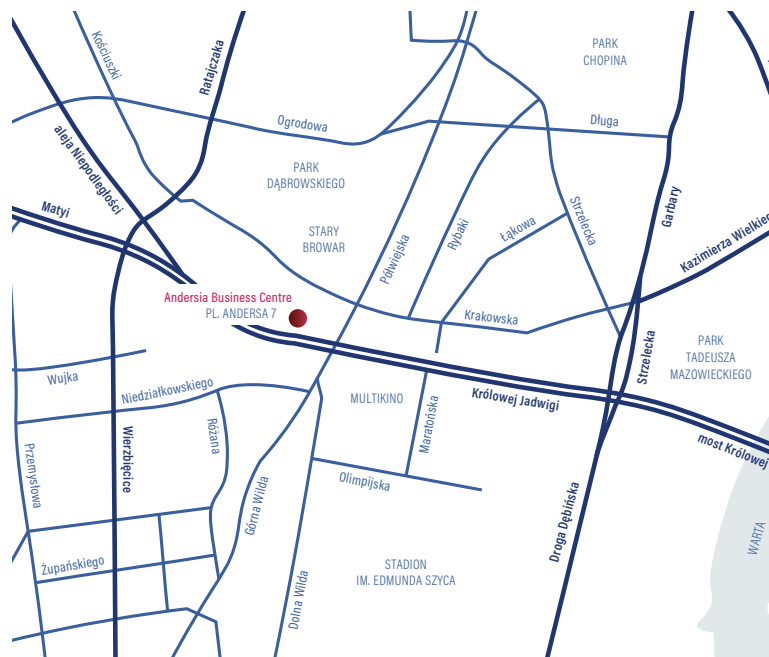 Kościuszki
Ratajczaka
PARK
CHOPINA
aleja Niepodległości
Ogrodowa
Długa
PARK
DĄBROWSKIEGO
Matyi
STARY
BROWAR
Półwiejska
Rybaki
Łąkowa
Strzelecka
Garbary
Kazimierza Wielkie
Andersia Business Centre
PL. ANDERSA 7
Krakowska
Strzelecka
PARK
TADEUSZA
MAZOWIECKIEGO
Wujka
Niedziałkowskiego
MULTIKINO
Maratońska
Królowej Jadwigi
most Królowej
Przemysłowa
Wierzbięcice
Różana
Górna Wilda
Olimpijska
Droga Dębińska
WARTA
Żupańskiego
Dolna Wilda
STADION
IM. EDMUNDA SZYCA